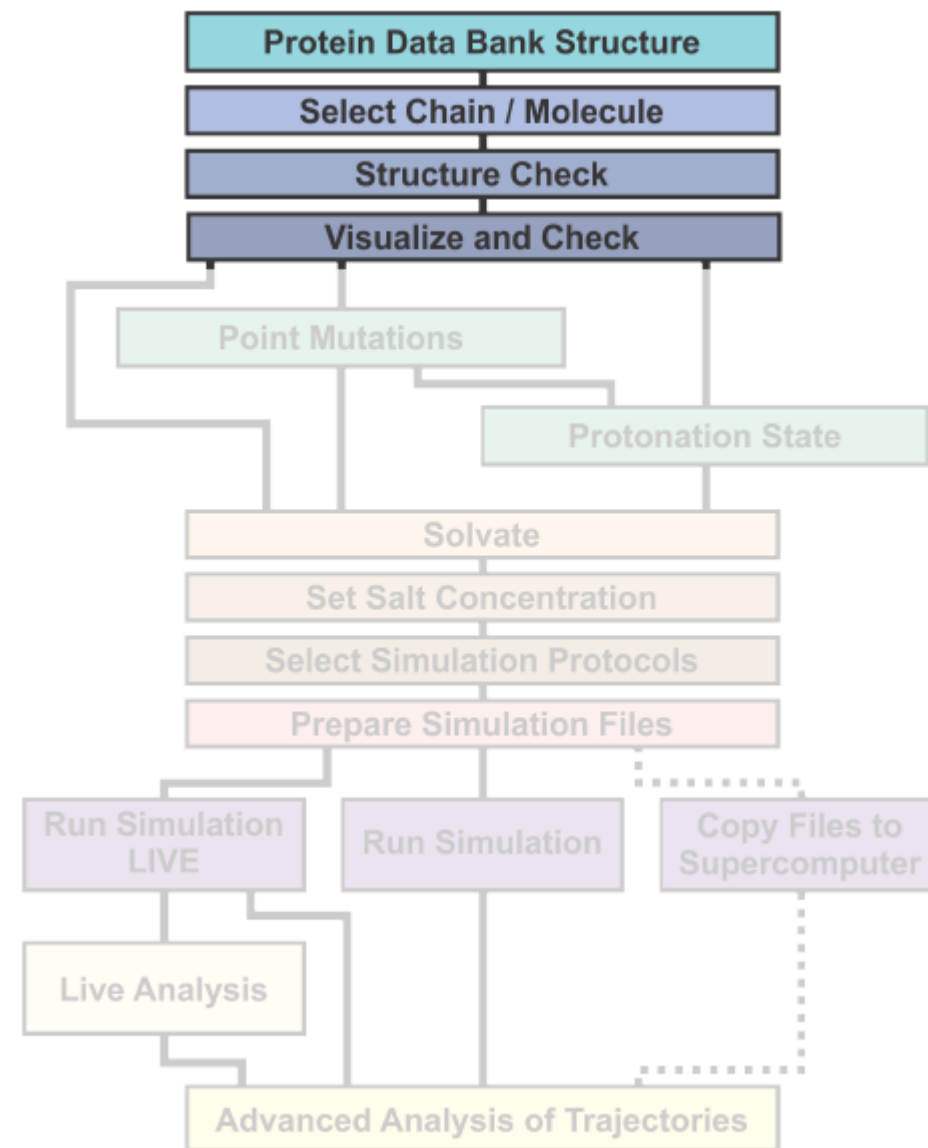 Protein Data Bank Structure
Select Chain / Molecule
Structure Check
Visualize and Check
Point Mutations
Protonation State
Solvate
Set Salt Concentration
Select Simulation Protocols
Prepare Simulation Files
Run Simulation
LIVE
Run Simulation
Copy Files to
Supercomputer
Live Analysis
Advanced Analysis of Trajectories